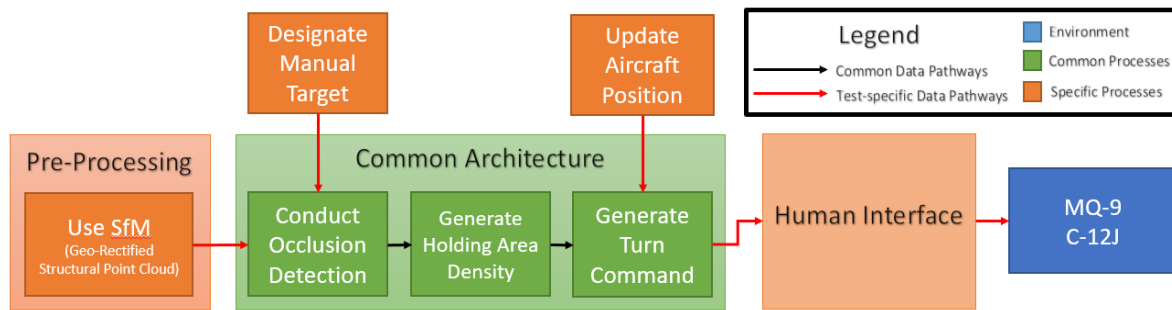 Designate
Manual
Target
Update
Aircraft
Position
Legend
Common Data Pathways
Test-specific Data Pathways
Environment
Common Processes
Specific Processes
Pre-Processing
Use SfM
(Geo-Rectified
Structural Point Cloud)
Common Architecture
Conduct
Occlusion
Detection
Generate
Holding Area
Density
Generate
Turn
Command
Human Interface
MQ-9
C-12J